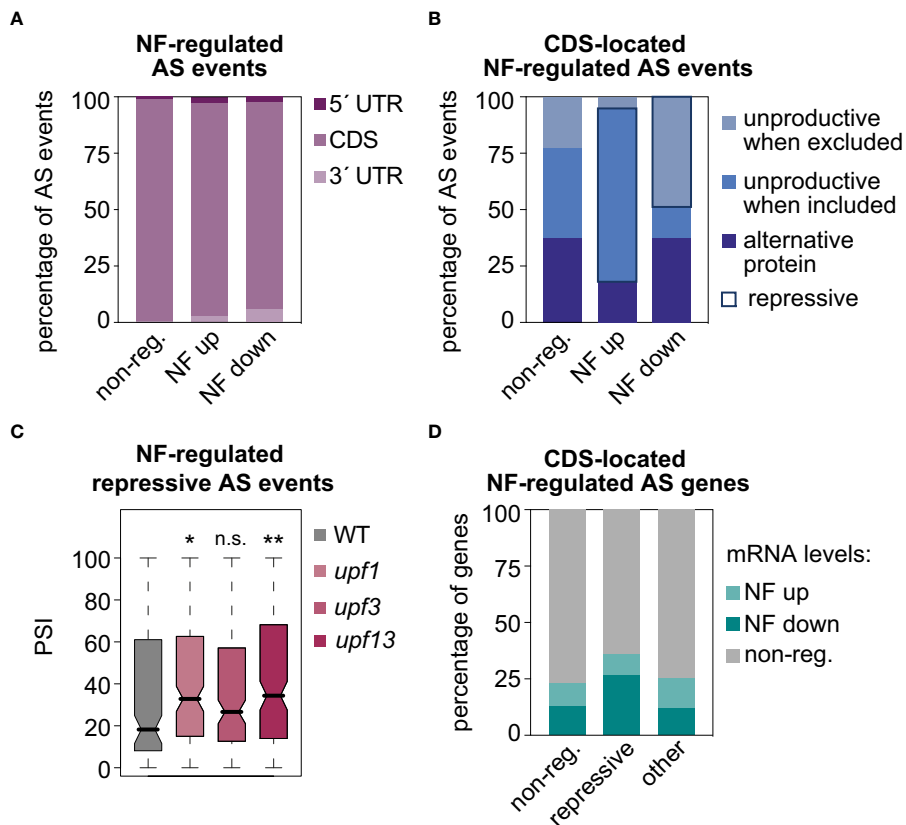 A
NF-regulated
AS events
percentage of AS events
100
75
50
25
0
non-reg.
NF up
NF down
5´ UTR
CDS
3´ UTR
B
CDS-located
NF-regulated AS events
percentage of AS events
100
75
50
25
0
non-reg.
NF up
NF down
unproductive
when excluded
unproductive
when included
alternative
protein
repressive
C
NF-regulated
repressive AS events
PSI
100
80
60
40
20
0
* n.s. **
WT
upf1
upf3
upf13
D
CDS-located
NF-regulated AS genes
percentage of genes
100
75
50
25
0
non-reg.
repressive
other
mRNA levels:
NF up
NF down
non-reg.